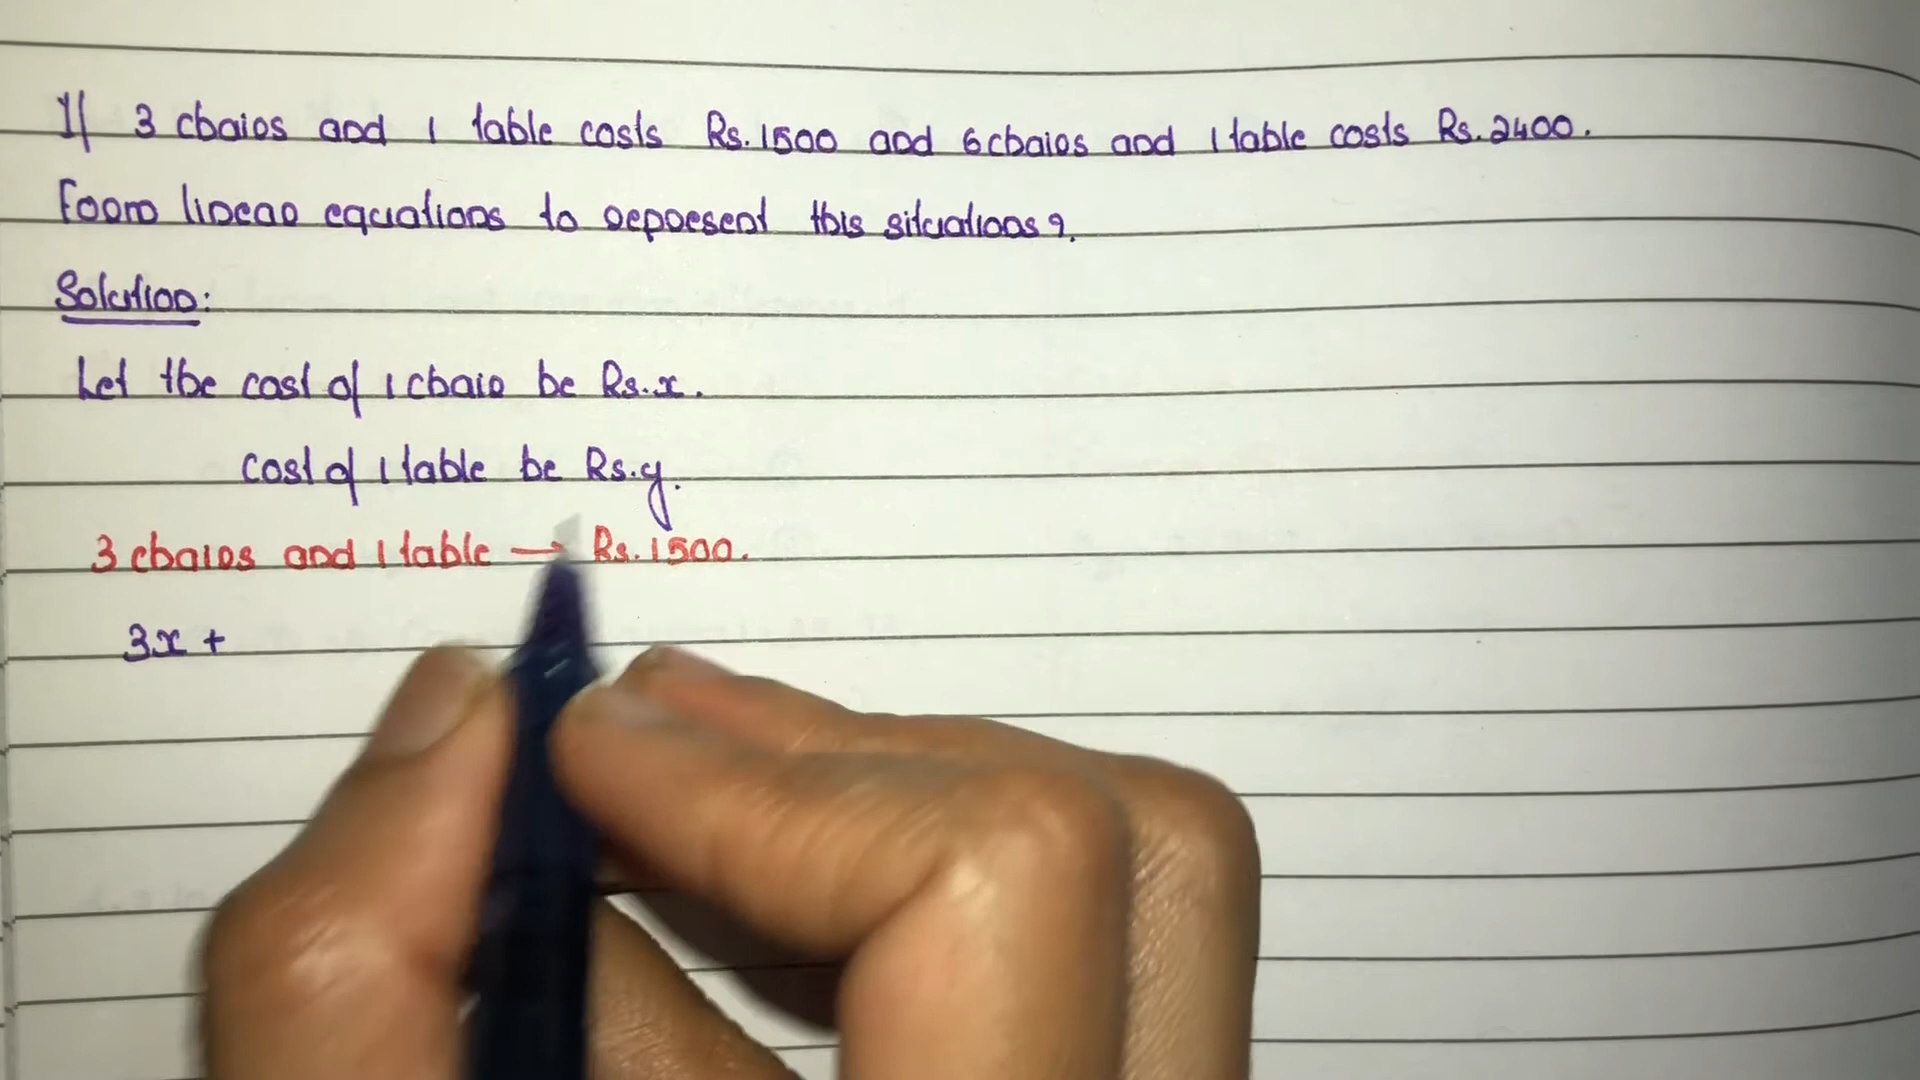 If 3 chairs and 1 table costs Rs. 1500 and 6 chairs and 1 table costs Rs. 2400.
Form linear equations to represent this situations?.
Solution:
Let the cost of 1 chair be Rs. x.
cost of 1 table be Rs. y.
3 chairs and 1 table → Rs. 1500.
3x +